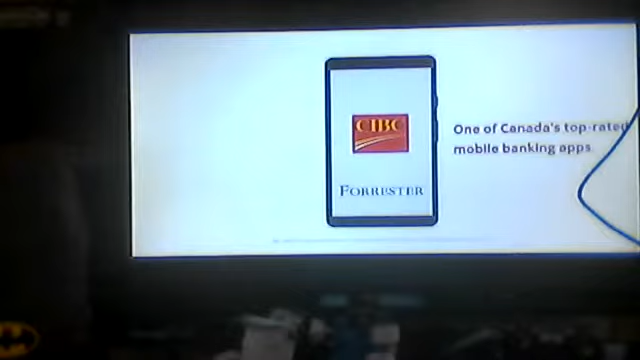 CIBC
FORRESTER
One of Canada's top-rated
mobile banking apps